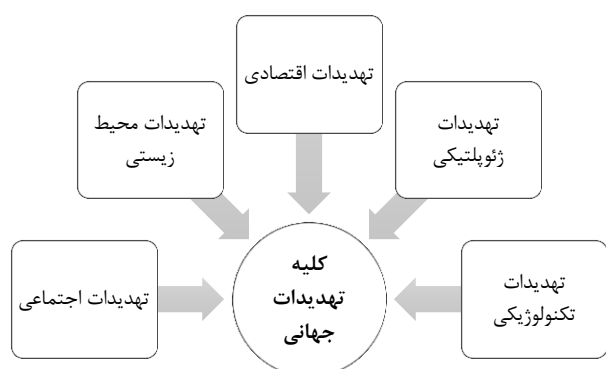 تهدیدات اقتصادی
تهدیدات
ژئوپلتیکی
تهدیدات محیط
زیستی
تهدیدات
تکنولوژیکی
کلیه
تهدیدات
جهانی
تهدیدات اجتماعی